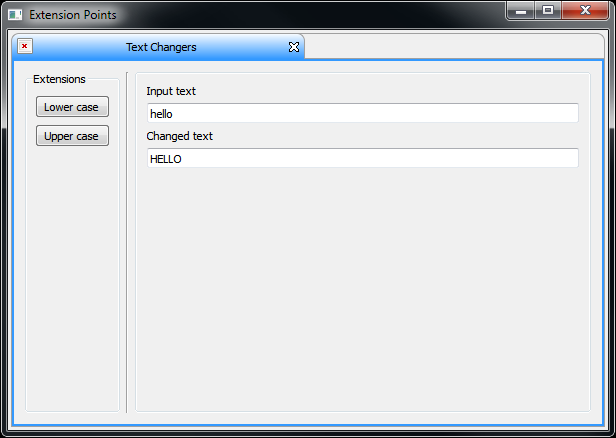 Extension Points
Text Changers
Extensions
Lower case
Upper case
Input text
hello
Changed text
HELLO